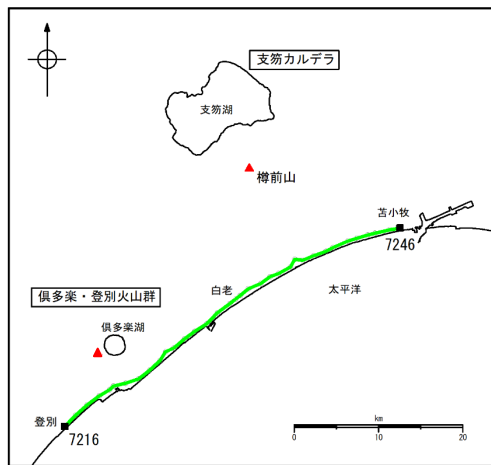 支笏カルデラ
支笏湖
樽前山
苫小牧
7246
太平洋
白老
倶多楽・登別火山群
倶多楽湖
登別
7216
km
0 10 20